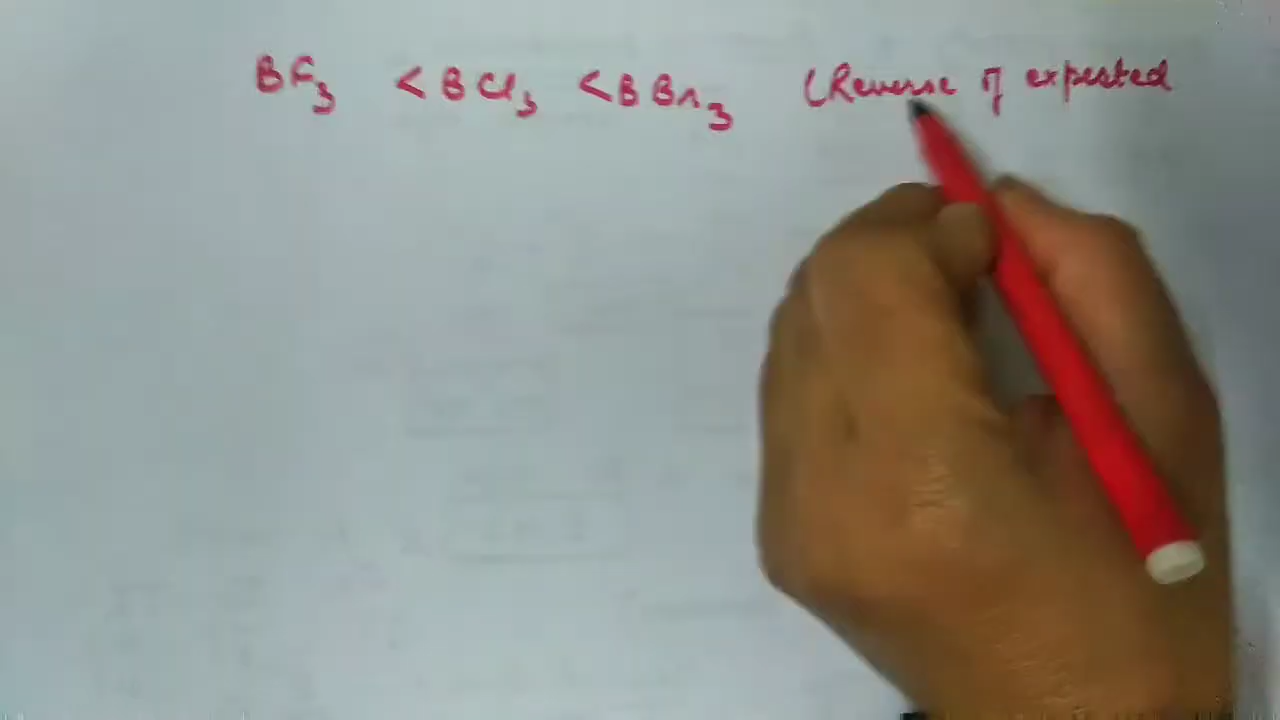 BF₃ < BCl₃ < BBr₃ (Reverse of expected